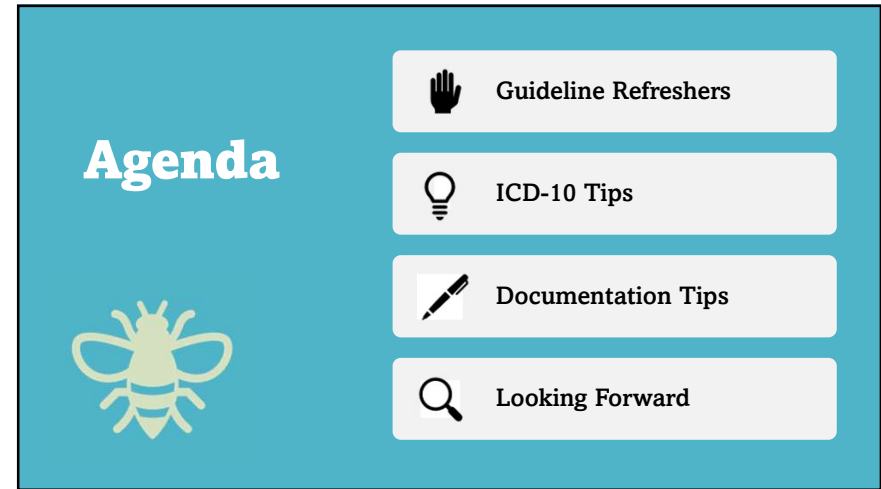 Agenda
Guideline Refreshers
ICD-10 Tips
Documentation Tips
Looking Forward